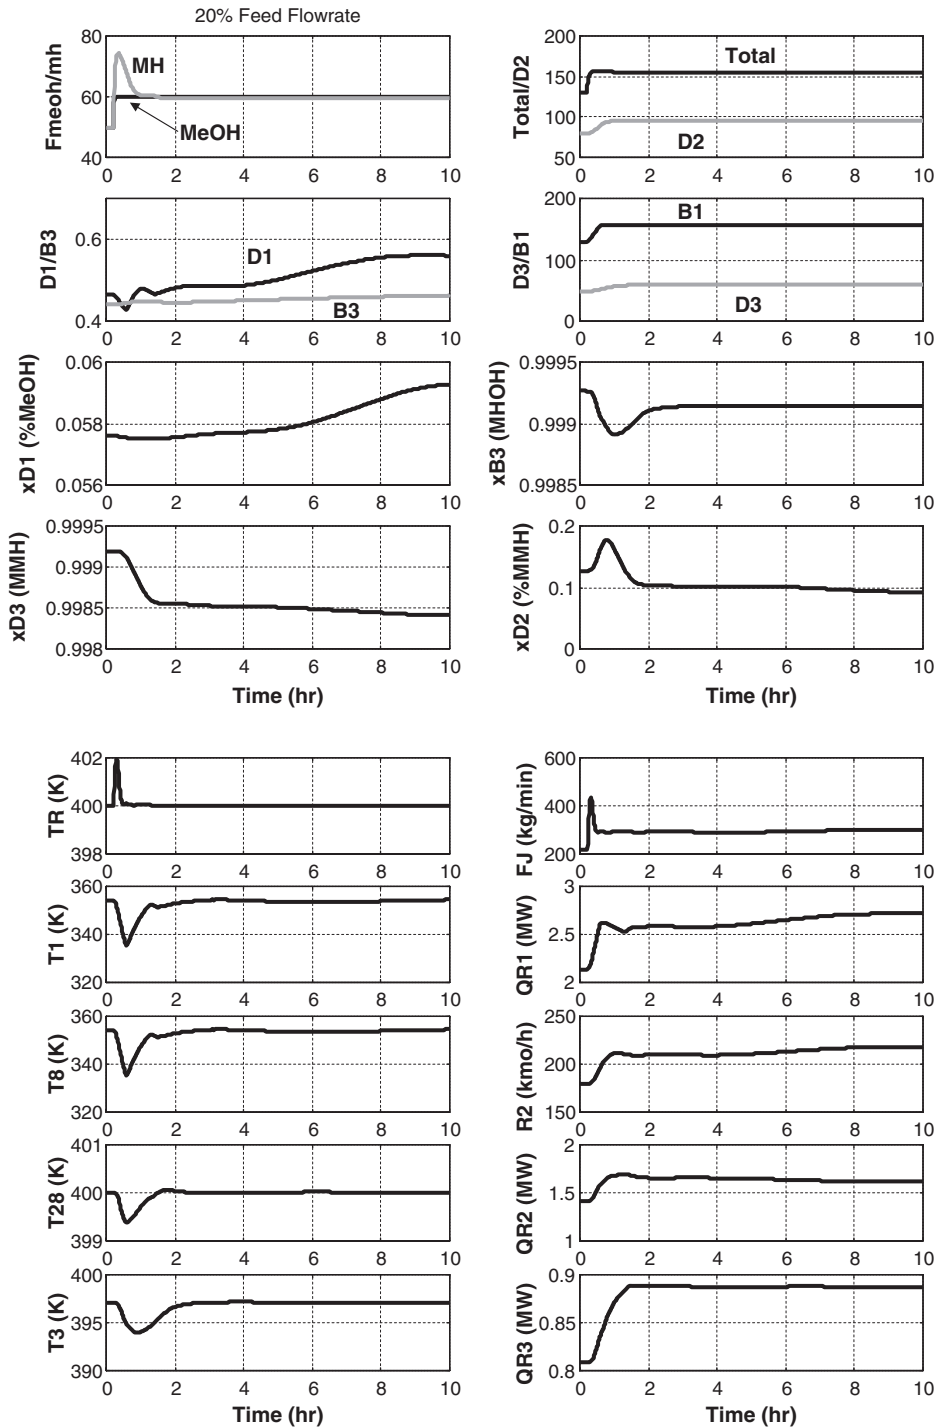 20% Feed Flowrate
Fmeoh/mh
80
60
40
MH
MeOH
0 2 4 6 8 10
Total/D2
200
150
100
50
Total
D2
0 2 4 6 8 10
D1/B3
0.6
0.4
D1
B3
0 2 4 6 8 10
D3/B1
200
100
0
B1
D3
0 2 4 6 8 10
xD1 (%MeOH)
0.06
0.058
0.056
0 2 4 6 8 10
xB3 (MHOH)
0.9995
0.999
0.9985
0 2 4 6 8 10
xD3 (MMH)
0.9995
0.999
0.9985
0.998
0 2 4 6 8 10
Time (hr)
xD2 (%MMH)
0.2
0.1
0
0 2 4 6 8 10
Time (hr)
TR (K)
402
400
398
0 2 4 6 8 10
FJ (kg/min)
600
400
200
0 2 4 6 8 10
T1 (K)
360
340
320
0 2 4 6 8 10
QR1 (MW)
3
2.5
2
0 2 4 6 8 10
T8 (K)
360
340
320
0 2 4 6 8 10
R2 (kmo/h)
250
200
150
0 2 4 6 8 10
T28 (K)
401
400
399
0 2 4 6 8 10
QR2 (MW)
2
1.5
1
0 2 4 6 8 10
T3 (K)
400
395
390
0 2 4 6 8 10
Time (hr)
QR3 (MW)
0.9
0.85
0.8
0 2 4 6 8 10
Time (hr)